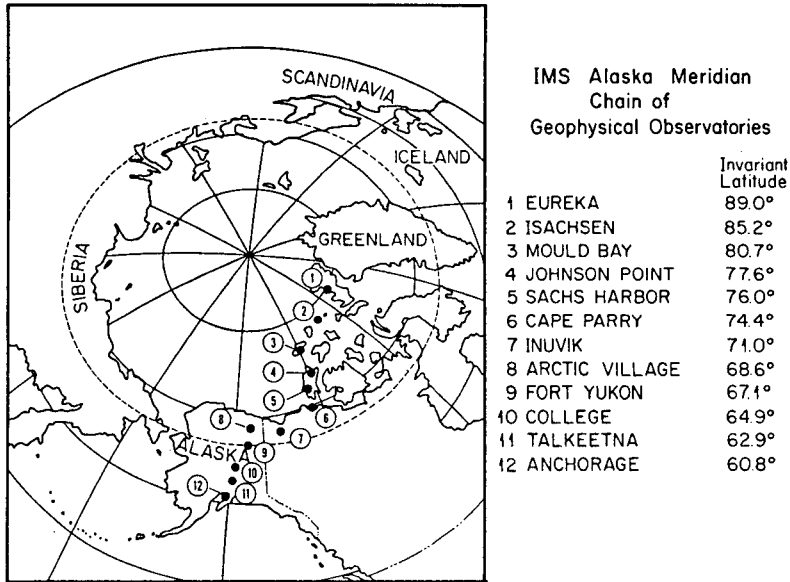 SCANDINAVIA
ICELAND
GREENLAND
SIBERIA
ALASKA
1
2
3
4
5
6
7
8
9
10
11
12
IMS Alaska Meridian
Chain of
Geophysical Observatories
Invariant
Latitude
1 EUREKA 89.0°
2 ISACHSEN 85.2°
3 MOULD BAY 80.7°
4 JOHNSON POINT 77.6°
5 SACHS HARBOR 76.0°
6 CAPE PARRY 74.4°
7 INUVIK 71.0°
8 ARCTIC VILLAGE 68.6°
9 FORT YUKON 67.1°
10 COLLEGE 64.9°
11 TALKEETNA 62.9°
12 ANCHORAGE 60.8°